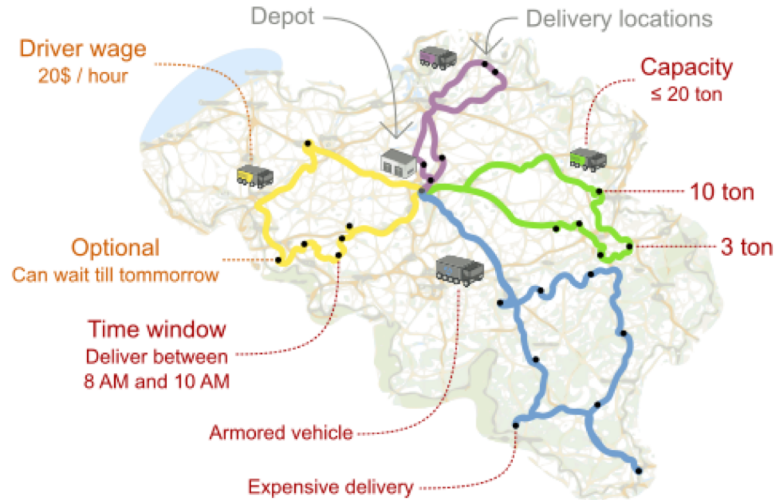 Depot
Delivery locations
Driver wage
20$ / hour
Capacity
≤ 20 ton
10 ton
3 ton
Optional
Can wait till tommorrow
Time window
Deliver between
8 AM and 10 AM
Armored vehicle
Expensive delivery